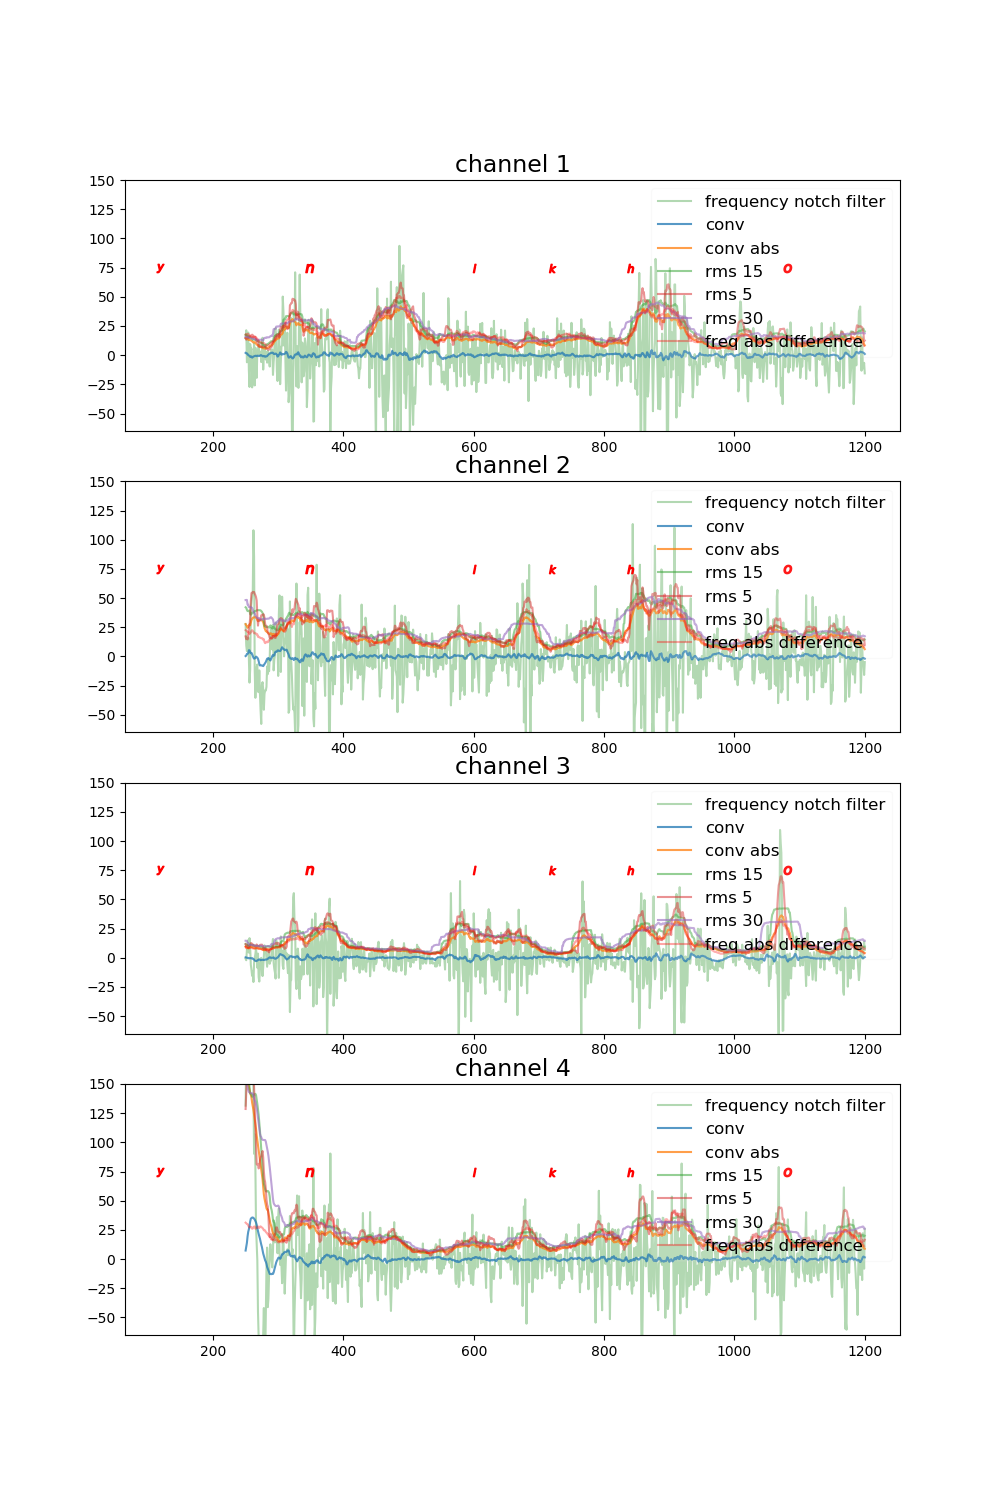 channel 1
150
125
100
75
50
25
0
−25
−50
y n l k h o
frequency notch filter
conv
conv abs
rms 15
rms 5
rms 30
freq abs difference
200 400 600 800 1000 1200
channel 2
150
125
100
75
50
25
0
−25
−50
y n l k h o
frequency notch filter
conv
conv abs
rms 15
rms 5
rms 30
freq abs difference
200 400 600 800 1000 1200
channel 3
150
125
100
75
50
25
0
−25
−50
y n l k h o
frequency notch filter
conv
conv abs
rms 15
rms 5
rms 30
freq abs difference
200 400 600 800 1000 1200
channel 4
150
125
100
75
50
25
0
−25
−50
y n l k h o
frequency notch filter
conv
conv abs
rms 15
rms 5
rms 30
freq abs difference
200 400 600 800 1000 1200